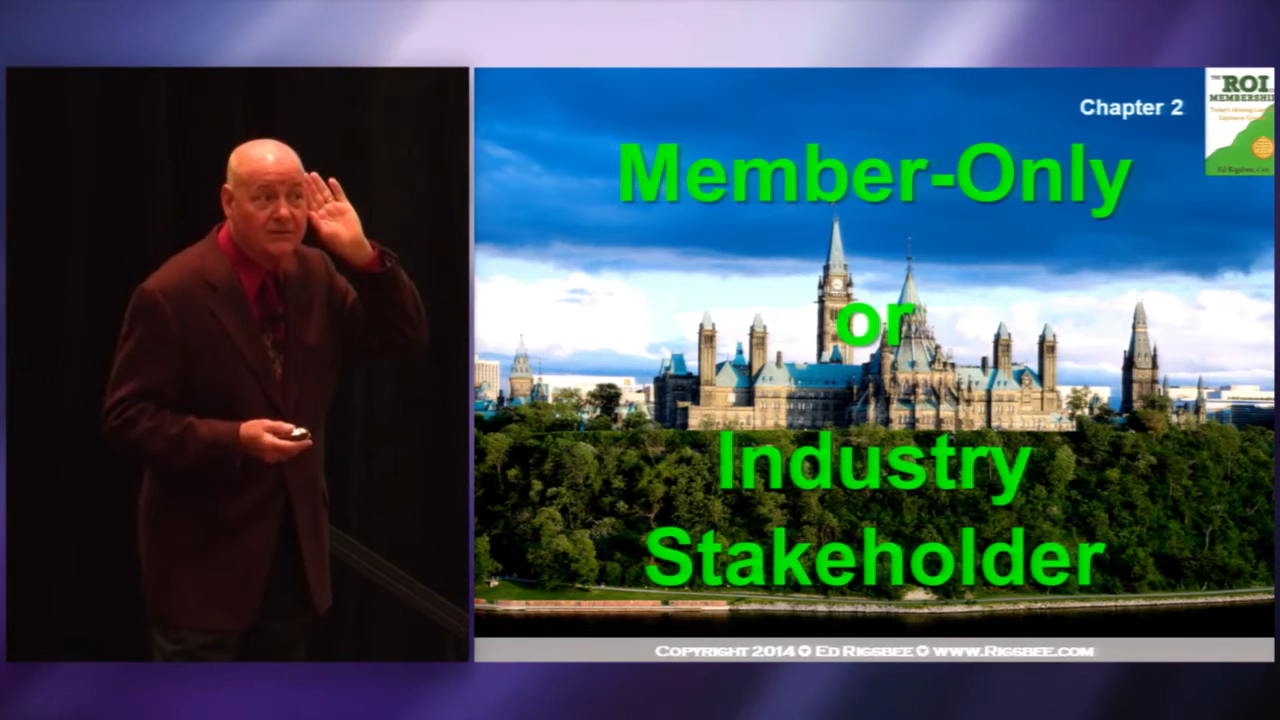 Chapter 2
THE ROI OF
MEMBERSHIP
Ed Rigsbee, CAE
Member-Only
or
Industry
Stakeholder
COPYRIGHT 2014 ✪ ED RIGSBEE ✪ WWW.RIGSBEE.COM